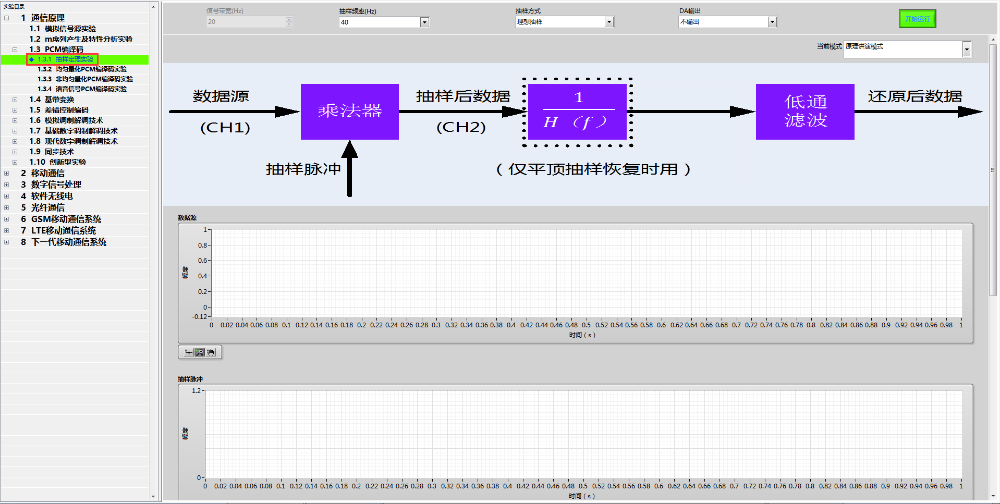 实验目录
1 通信原理
1.1 模拟信号源实验
1.2 m序列产生及特性分析实验
1.3 PCM编译码
1.3.1 抽样定理实验
1.3.2 均匀量化PCM编译码实验
1.3.3 非均匀量化PCM编译码实验
1.3.4 语音信号PCM编译码实验
1.4 基带变换
1.5 差错控制编码
1.6 模拟调制解调技术
1.7 基础数字调制解调技术
1.8 现代数字调制解调技术
1.9 同步技术
1.10 创新型实验
2 移动通信
3 数字信号处理
4 软件无线电
5 光纤通信
6 GSM移动通信系统
7 LTE移动通信系统
8 下一代移动通信系统
信号带宽(Hz) 抽样频率(Hz) 抽样方式 DA输出
20 40 理想抽样 不输出 开始运行
当前模式 原理讲演模式
数据源 抽样后数据 还原后数据
(CH1) (CH2)
乘法器
1
H （f）
低通
滤波
抽样脉冲 （仅平顶抽样恢复时用）
数据源
1
0.8
0.6
0.4
0.2
0
-0.12
幅度
0 0.02 0.04 0.06 0.08 0.1 0.12 0.14 0.16 0.18 0.2 0.22 0.24 0.26 0.28 0.3 0.32 0.34 0.36 0.38 0.4 0.42 0.44 0.46 0.48 0.5 0.52 0.54 0.56 0.58 0.6 0.62 0.64 0.66 0.68 0.7 0.72 0.74 0.76 0.78 0.8 0.82 0.84 0.86 0.88 0.9 0.92 0.94 0.96 0.98 1
时间（s）
抽样脉冲
1.2
0
幅度
0 0.02 0.04 0.06 0.08 0.1 0.12 0.14 0.16 0.18 0.2 0.22 0.24 0.26 0.28 0.3 0.32 0.34 0.36 0.38 0.4 0.42 0.44 0.46 0.48 0.5 0.52 0.54 0.56 0.58 0.6 0.62 0.64 0.66 0.68 0.7 0.72 0.74 0.76 0.78 0.8 0.82 0.84 0.86 0.88 0.9 0.92 0.94 0.96 0.98 1
时间（s）